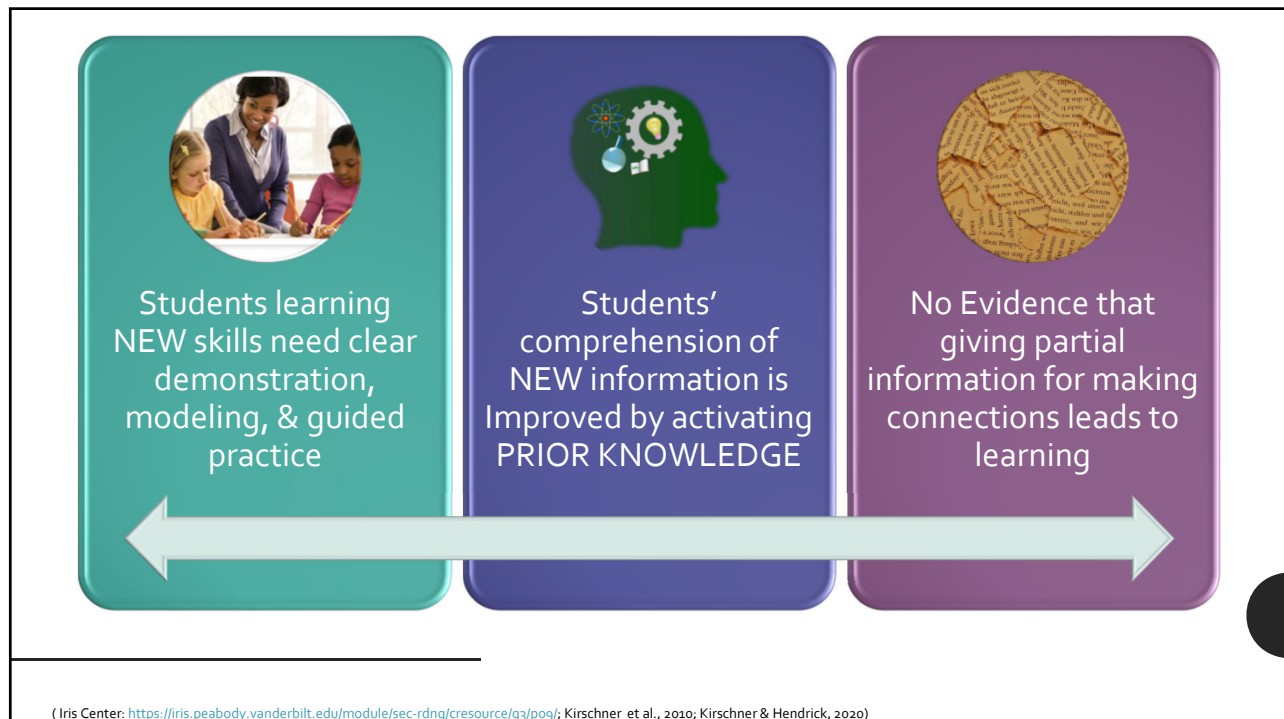 Students learning
NEW skills need clear
demonstration,
modeling, & guided
practice
Students'
comprehension of
NEW information is
Improved by activating
PRIOR KNOWLEDGE
No Evidence that
giving partial
information for making
connections leads to
learning
( Iris Center: https://iris.peabody.vanderbilt.edu/module/sec-rdng/cresource/q3/p09/; Kirschner et al., 2010; Kirschner & Hendrick, 2020)